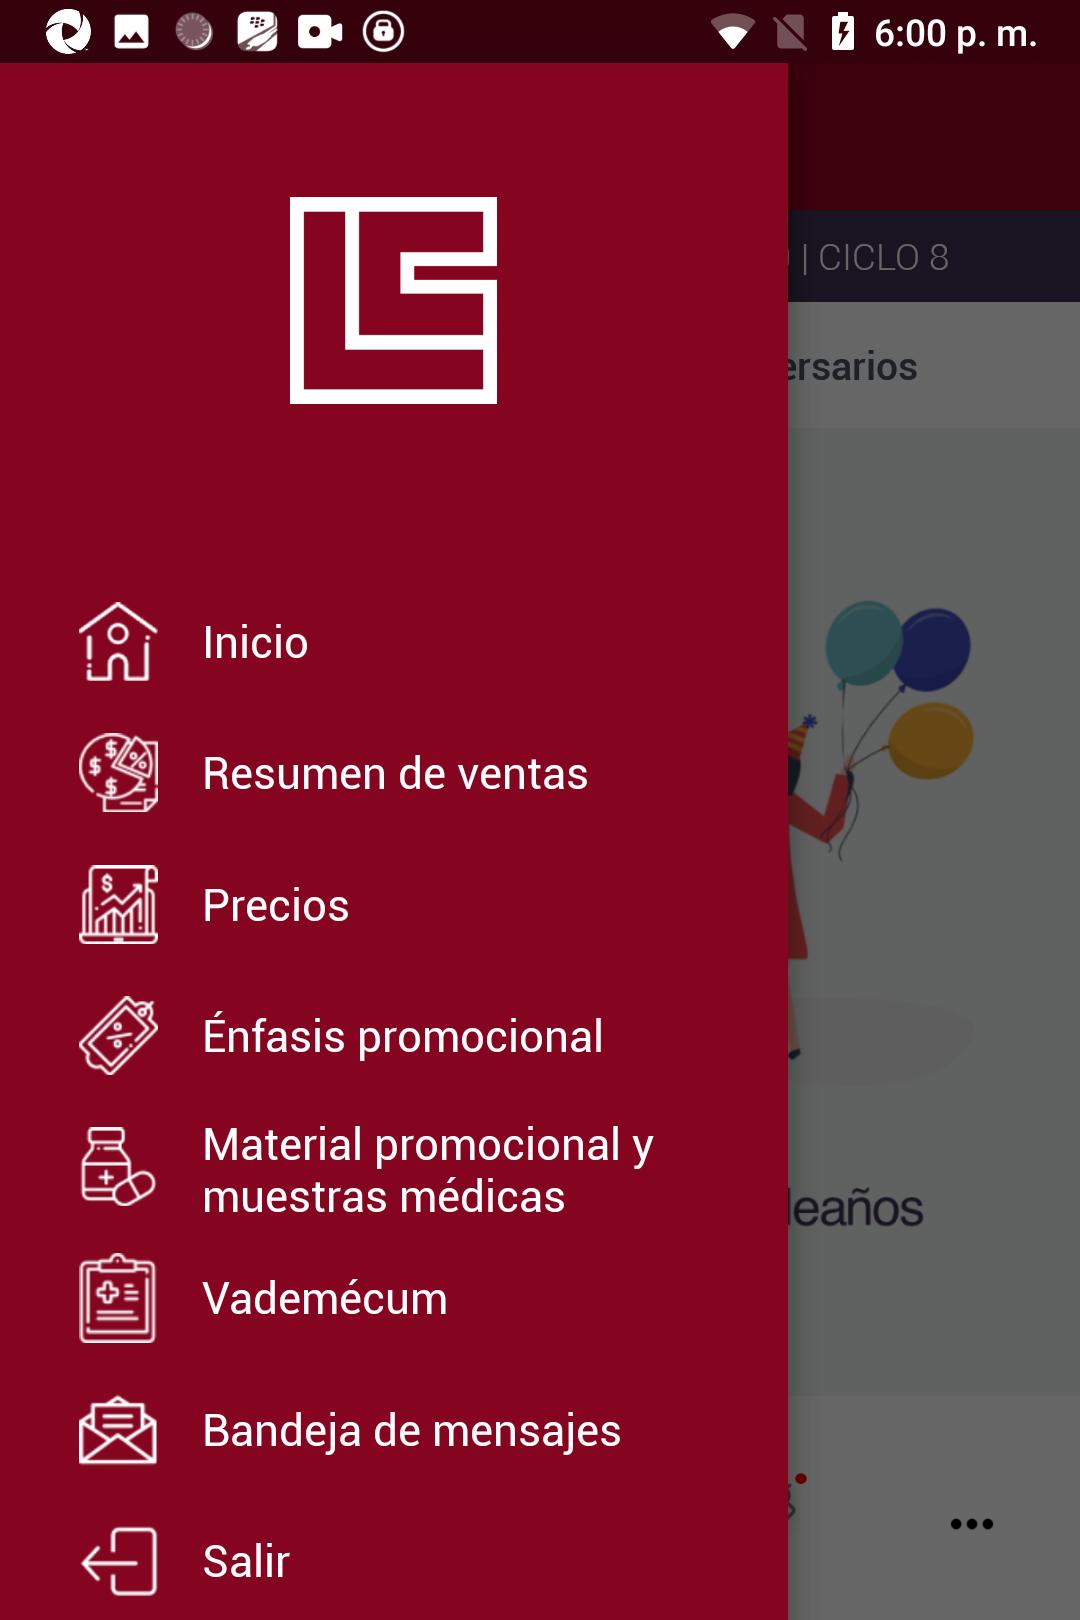 6:00 p. m.
| CICLO 8
ersarios
Inicio
Resumen de ventas
Precios
Énfasis promocional
Material promocional y
muestras médicas
Vademécum
leaños
Bandeja de mensajes
Salir